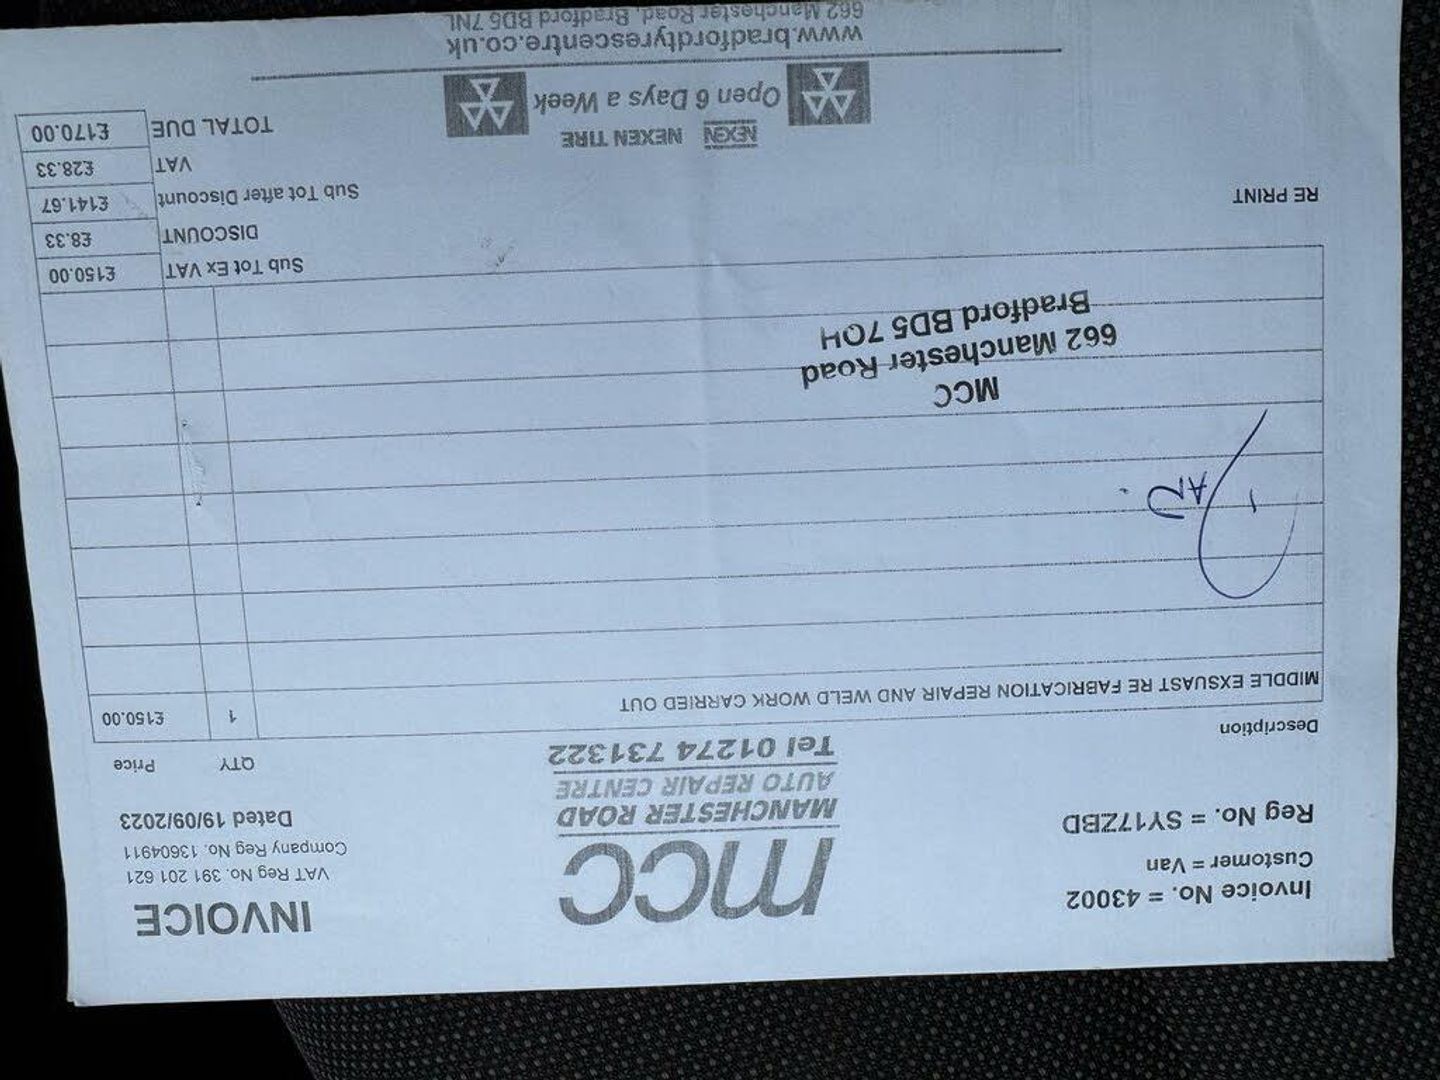 Invoice No. = 43002
Customer = Van
Reg No. = SY17ZBD
mcc
MANCHESTER ROAD
AUTO REPAIR CENTRE
Tel 01274 731322
INVOICE
VAT Reg No. 391 201 621
Company Reg No. 13604911
Dated 19/09/2023
Description QTY Price
MIDDLE EXSUAST RE FABRICATION REPAIR AND WELD WORK CARRIED OUT 1 £150.00
MCC
662 Manchester Road
Bradford BD5 7QH
Sub Tot Ex VAT £150.00
DISCOUNT £8.33
RE PRINT
Sub Tot after Discount £141.67
VAT £28.33
TOTAL DUE £170.00
NEXEN NEXEN TIRE
Open 6 Days a Week
www.bradfordtyrescentre.co.uk
662 Manchester Road, Bradford BD5 7NL